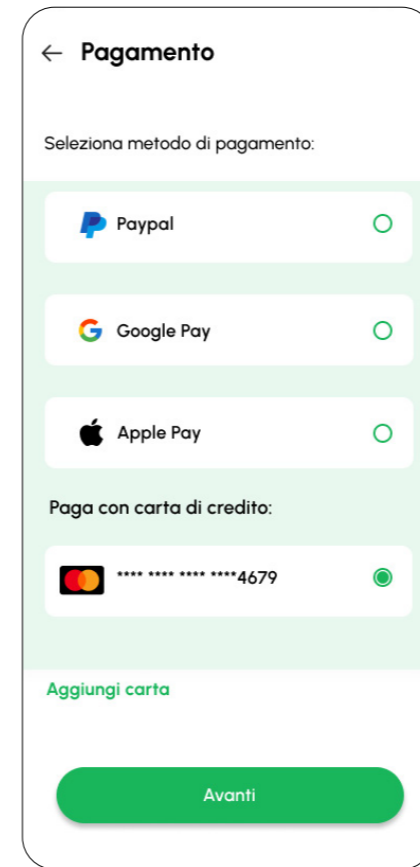 Pagamento
Seleziona metodo di pagamento:
Paypal
Google Pay
Apple Pay
Paga con carta di credito:
**** **** **** ****4679
Aggiungi carta
Avanti